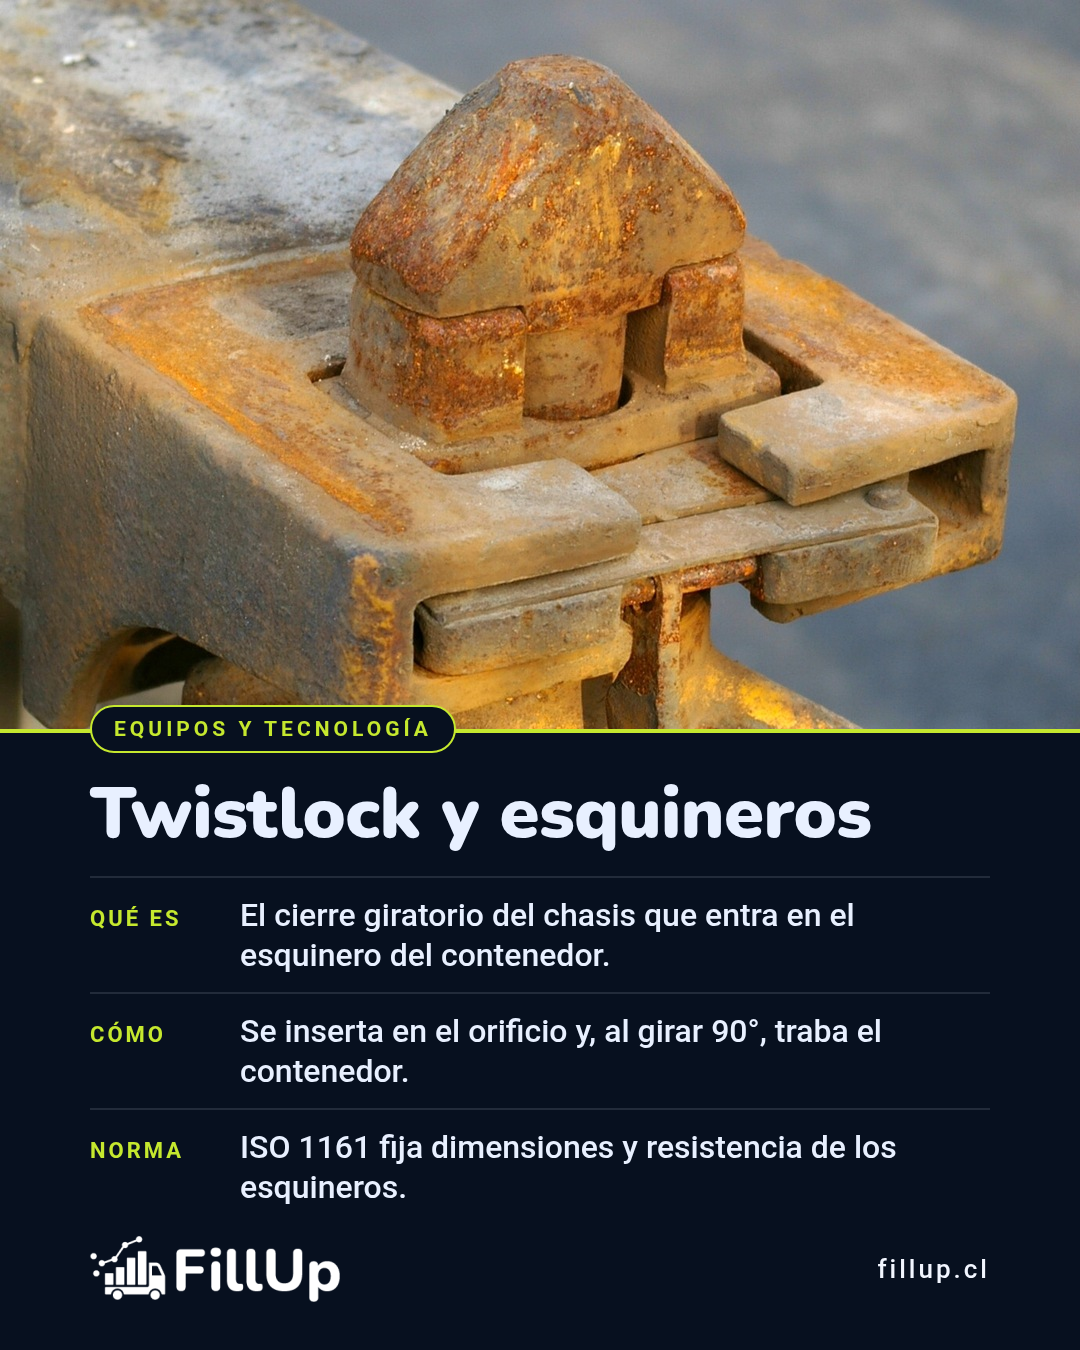 EQUIPOS Y TECNOLOGÍA
Twistlock y esquineros
QUÉ ES
El cierre giratorio del chasis que entra en el
esquinero del contenedor.
CÓMO
Se inserta en el orificio y, al girar 90°, traba el
contenedor.
NORMA
ISO 1161 fija dimensiones y resistencia de los
esquineros.
FillUp
fillup.cl